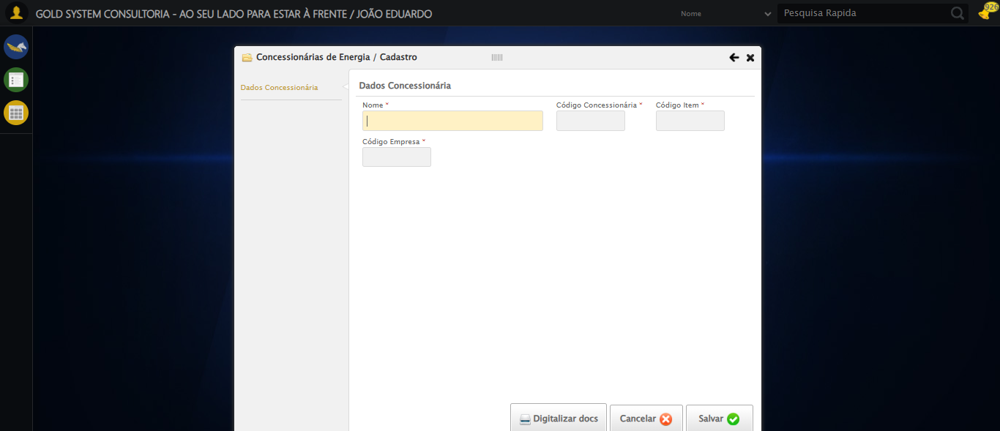 GOLD SYSTEM CONSULTORIA - AO SEU LADO PARA ESTAR À FRENTE / JOÃO EDUARDO
Nome
Pesquisa Rapida
926
Concessionárias de Energia / Cadastro
Dados Concessionária
Dados Concessionária
Nome *
Código Concessionária *
Código Item *
Código Empresa *
Digitalizar docs
Cancelar
Salvar